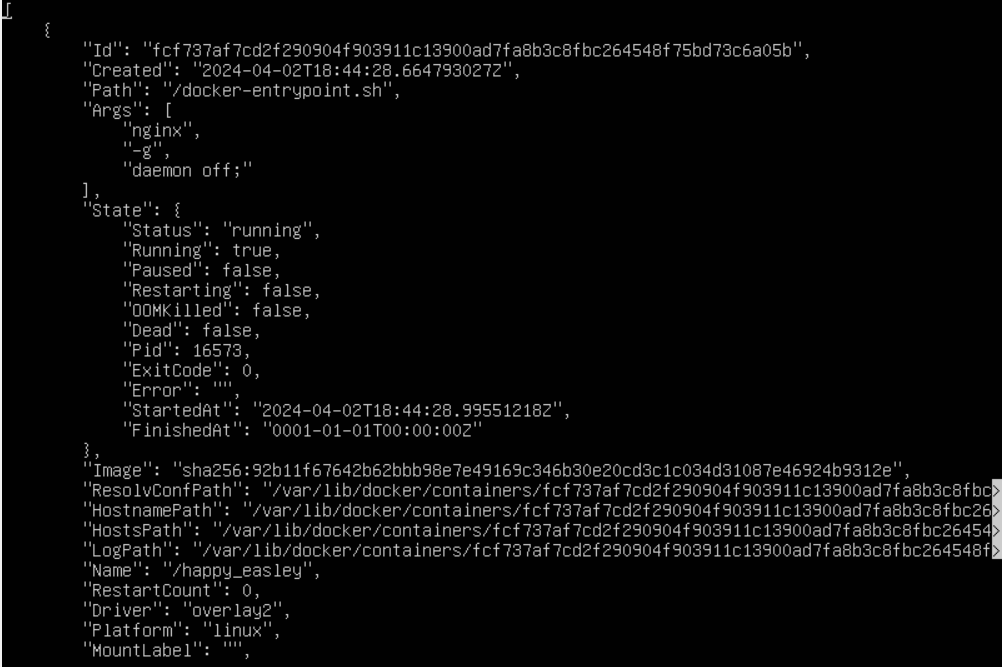 [
    {
        "Id": "fcf737af7cd2f290904f903911c13900ad7fa8b3c8fbc264548f75bd73c6a05b",
        "Created": "2024-04-02T18:44:28.664793027Z",
        "Path": "/docker-entrypoint.sh",
        "Args": [
            "nginx",
            "-g",
            "daemon off;"
        ],
        "State": {
            "Status": "running",
            "Running": true,
            "Paused": false,
            "Restarting": false,
            "OOMKilled": false,
            "Dead": false,
            "Pid": 16573,
            "ExitCode": 0,
            "Error": "",
            "StartedAt": "2024-04-02T18:44:28.99551218Z",
            "FinishedAt": "0001-01-01T00:00:00Z"
        },
        "Image": "sha256:92b11f67642b62bbb98e7e49169c346b30e20cd3c1c034d31087e46924b9312e",
        "ResolvConfPath": "/var/lib/docker/containers/fcf737af7cd2f290904f903911c13900ad7fa8b3c8fbc>
        "HostnamePath": "/var/lib/docker/containers/fcf737af7cd2f290904f903911c13900ad7fa8b3c8fbc26>
        "HostsPath": "/var/lib/docker/containers/fcf737af7cd2f290904f903911c13900ad7fa8b3c8fbc26454>
        "LogPath": "/var/lib/docker/containers/fcf737af7cd2f290904f903911c13900ad7fa8b3c8fbc264548f>
        "Name": "/happy_easley",
        "RestartCount": 0,
        "Driver": "overlay2",
        "Platform": "linux",
        "MountLabel": "",